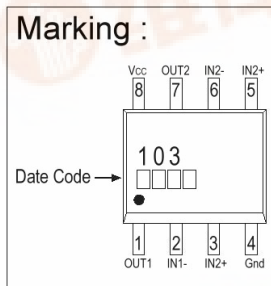 Marking :
Vcc OUT2 IN2- IN2+
8 7 6 5
103
Date Code
1 2 3 4
OUT1 IN1- IN2+ Gnd